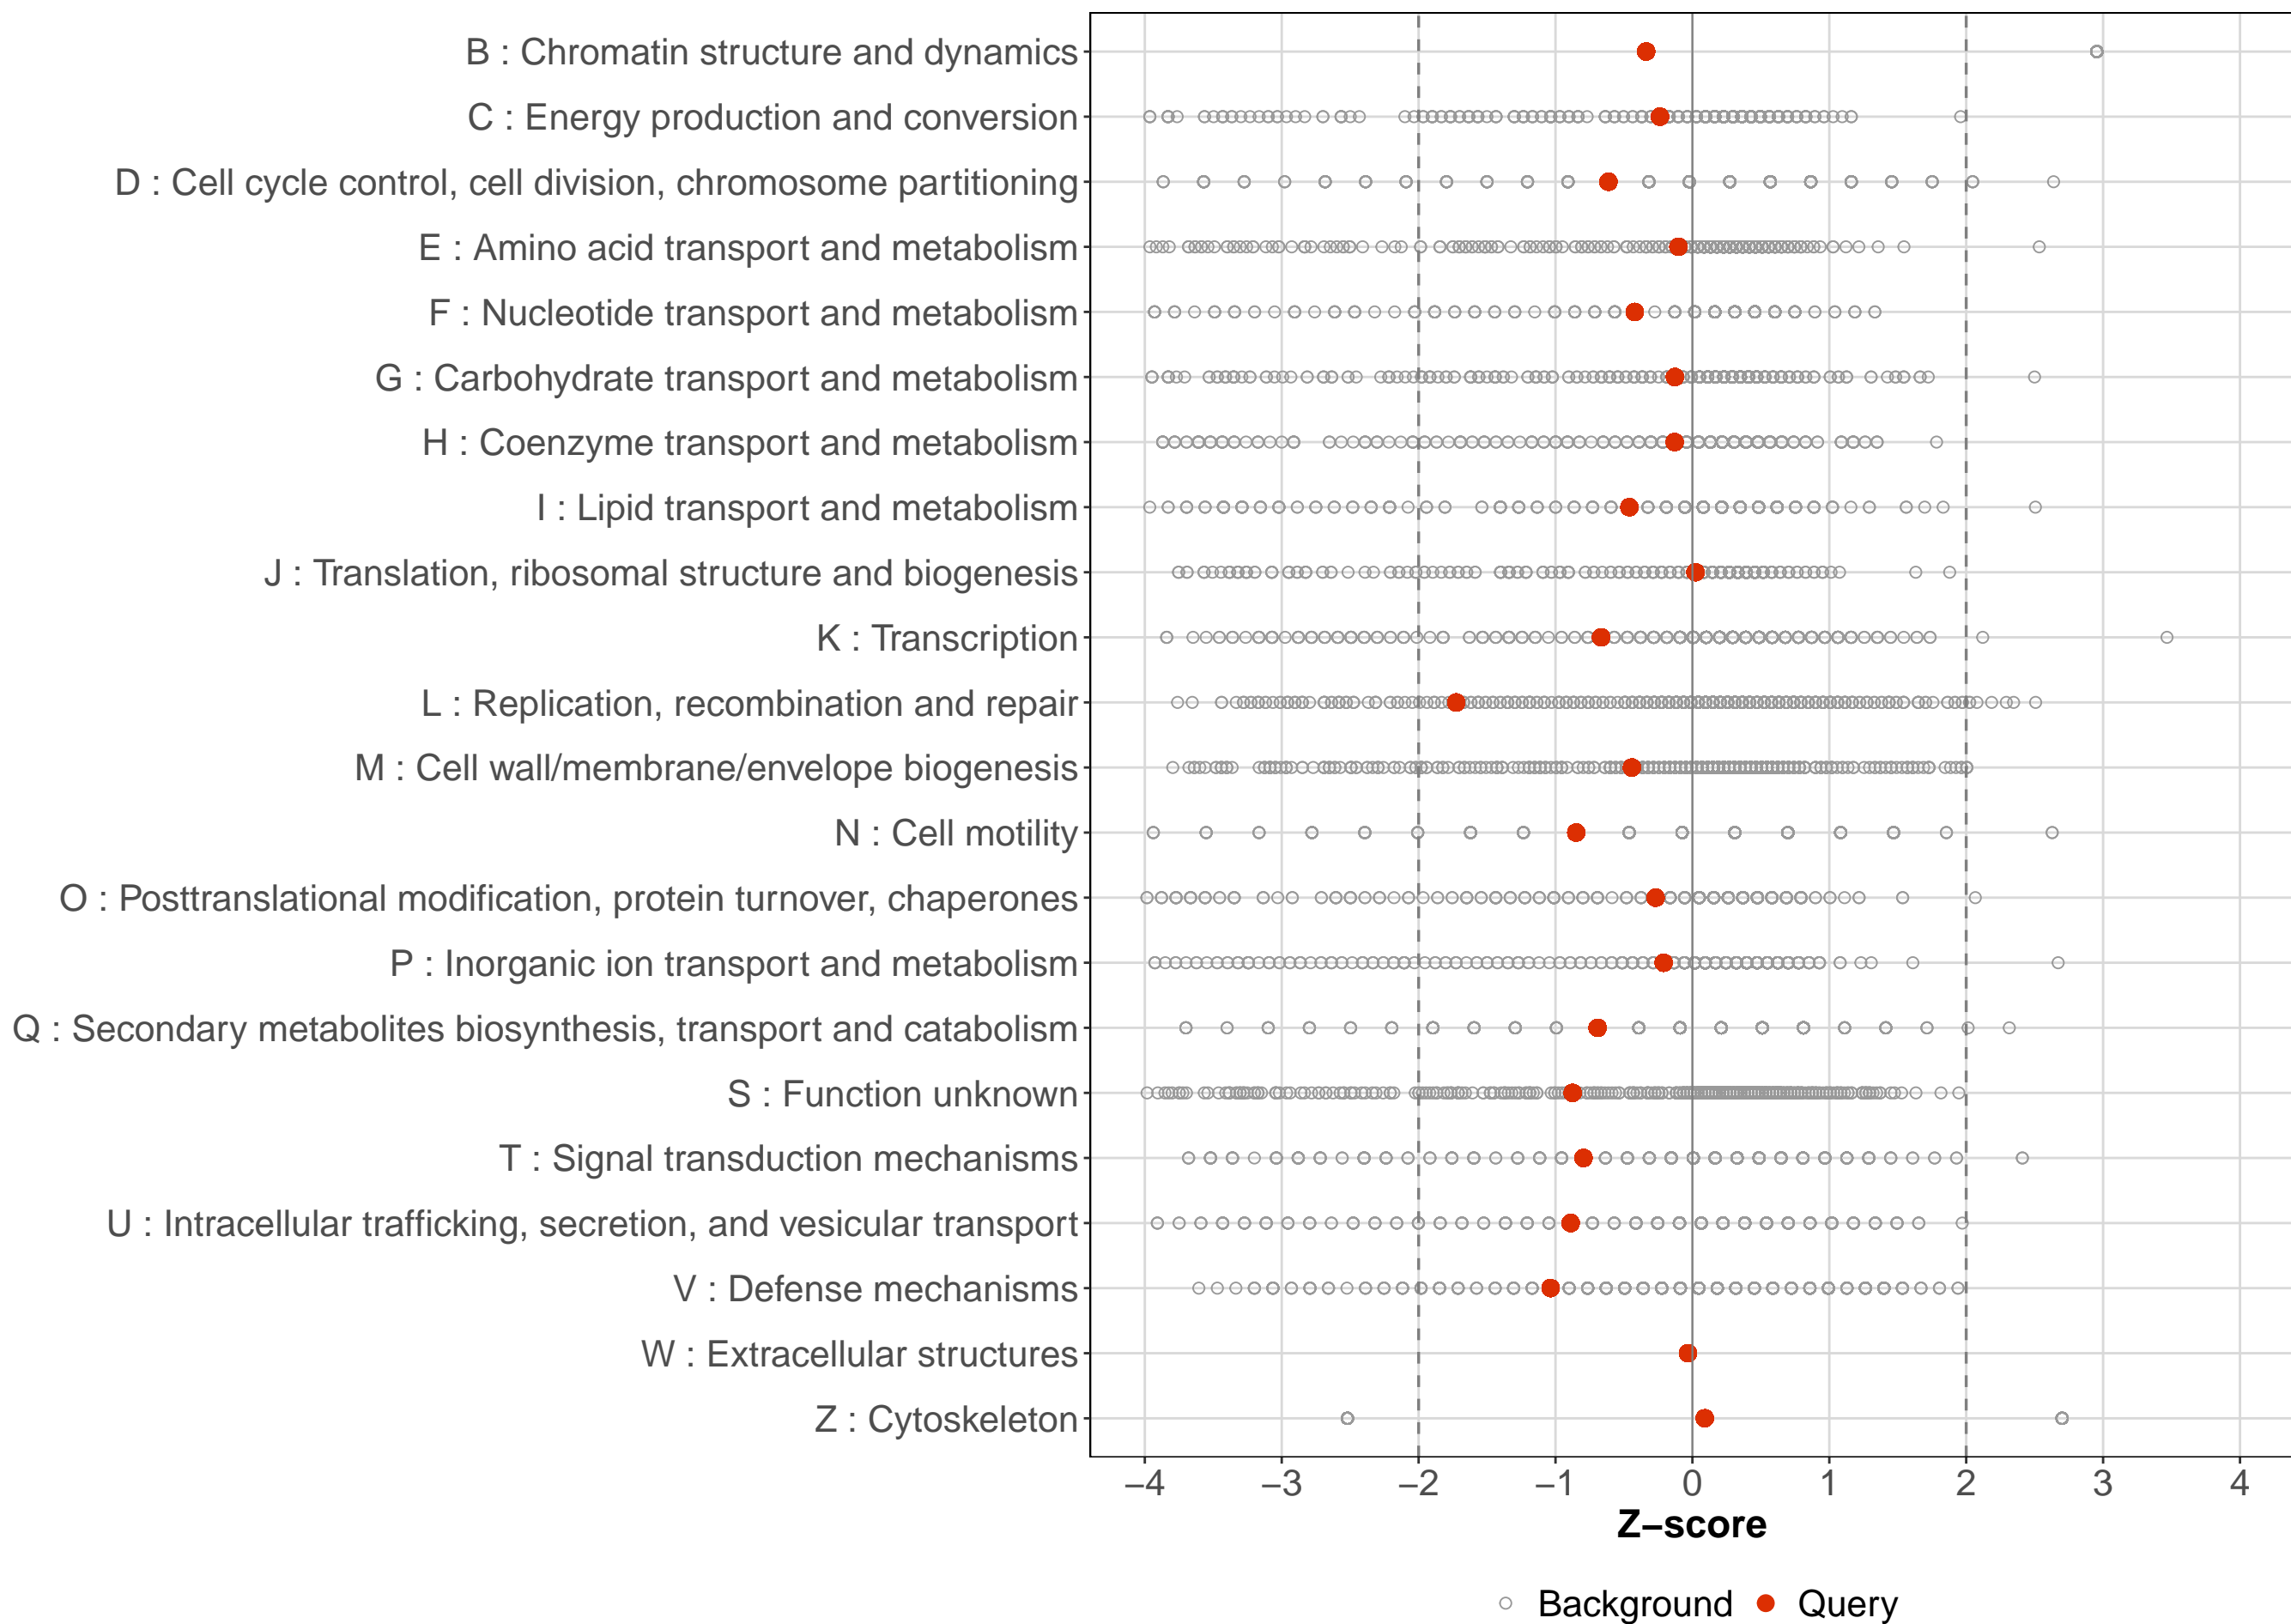 B : Chromatin structure and dynamics
C : Energy production and conversion
D : Cell cycle control, cell division, chromosome partitioning
E : Amino acid transport and metabolism
F : Nucleotide transport and metabolism
G : Carbohydrate transport and metabolism
H : Coenzyme transport and metabolism
I : Lipid transport and metabolism
J : Translation, ribosomal structure and biogenesis
K : Transcription
L : Replication, recombination and repair
M : Cell wall/membrane/envelope biogenesis
N : Cell motility
O : Posttranslational modification, protein turnover, chaperones
P : Inorganic ion transport and metabolism
Q : Secondary metabolites biosynthesis, transport and catabolism
S : Function unknown
T : Signal transduction mechanisms
U : Intracellular trafficking, secretion, and vesicular transport
V : Defense mechanisms
W : Extracellular structures
Z : Cytoskeleton
−4 −3 −2 −1 0 1 2 3 4
Z−score
Background Query